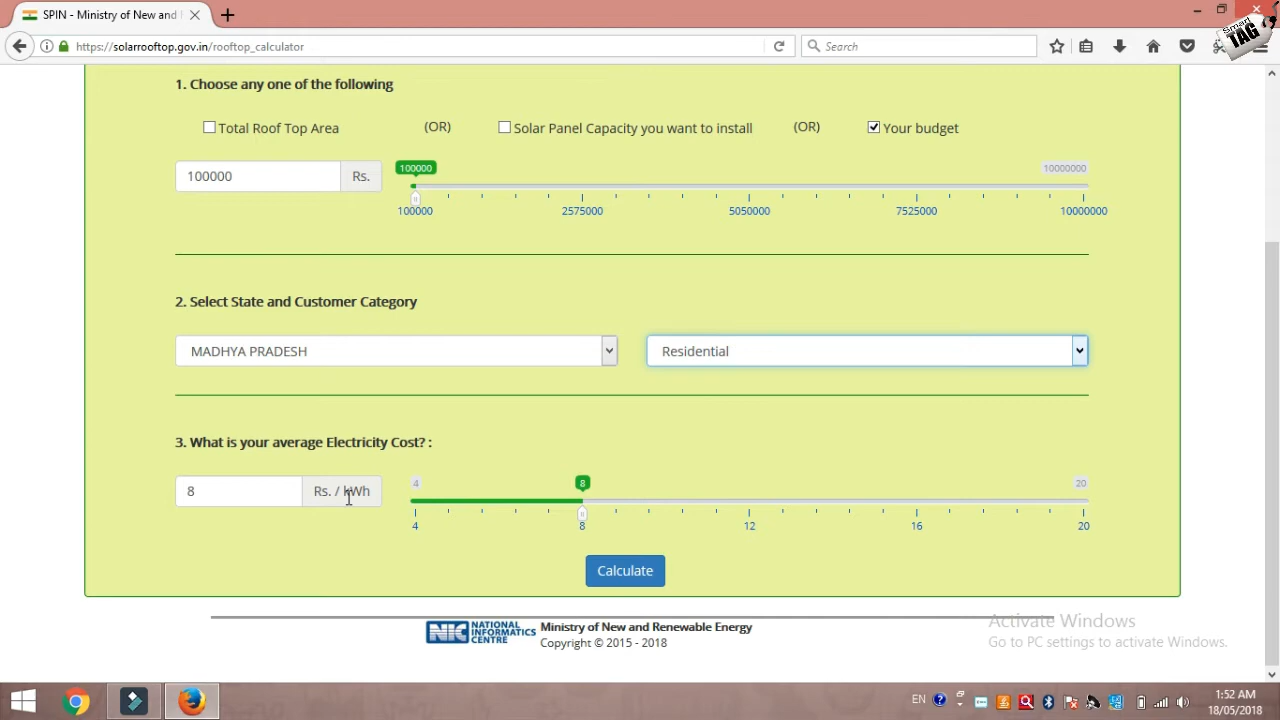 SPIN - Ministry of New and
https://solarrooftop.gov.in/rooftop_calculator
Search
Smart
TAG
1. Choose any one of the following
Total Roof Top Area (OR) Solar Panel Capacity you want to install (OR) Your budget
100000 Rs.
100000 10000000
100000 2575000 5050000 7525000 10000000
2. Select State and Customer Category
MADHYA PRADESH Residential
3. What is your average Electricity Cost? :
8 Rs. / kWh
4 8 20
4 8 12 16 20
Calculate
NIC NATIONAL INFORMATICS CENTRE
Ministry of New and Renewable Energy
Copyright © 2015 - 2018
Activate Windows
Go to PC settings to activate Windows.
EN
1:52 AM
18/05/2018